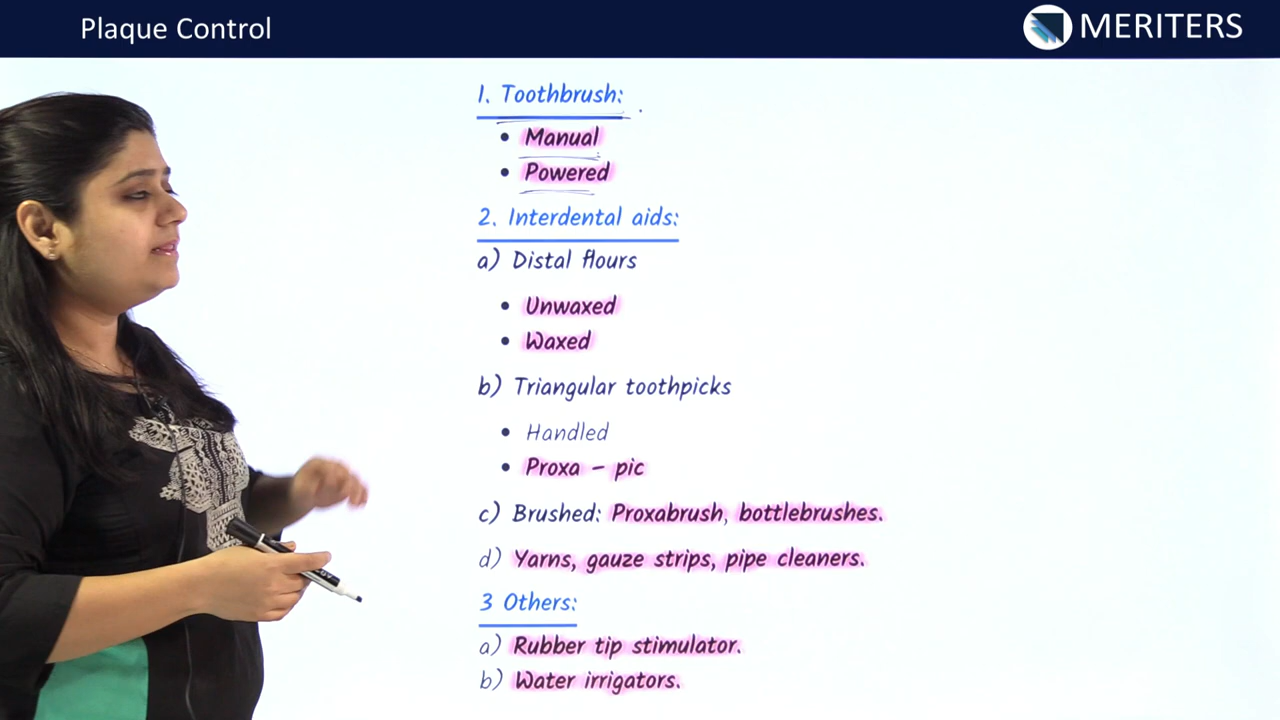 Plaque Control
MERITERS
1. Toothbrush:
• Manual
• Powered
2. Interdental aids:
a) Distal flours
• Unwaxed
• Waxed
b) Triangular toothpicks
• Handled
• Proxa – pic
c) Brushed: Proxabrush, bottlebrushes.
d) Yarns, gauze strips, pipe cleaners.
3 Others:
a) Rubber tip stimulator.
b) Water irrigators.